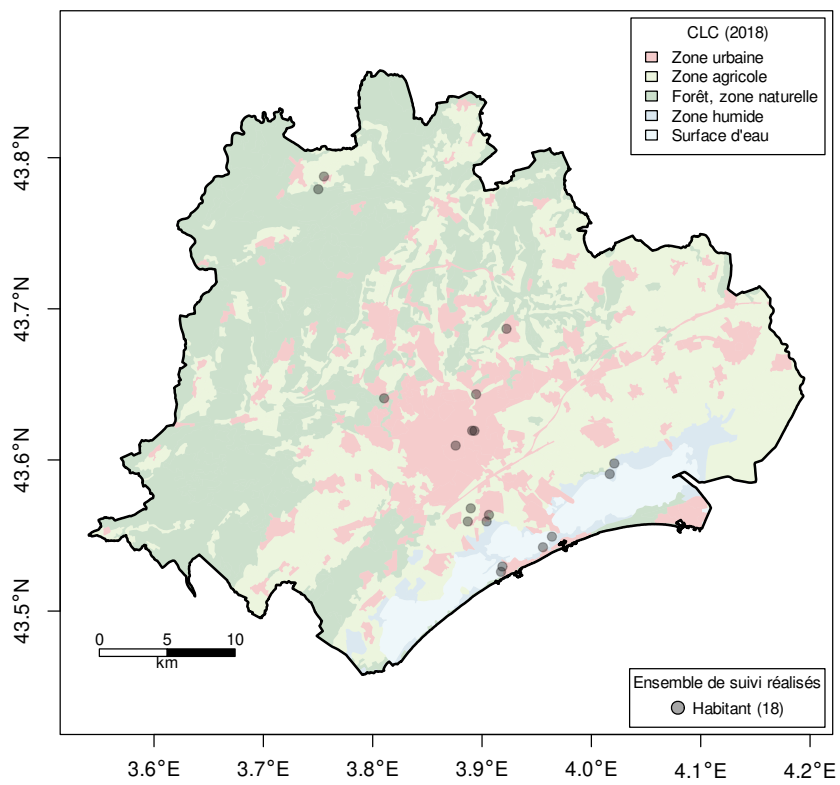 CLC (2018)
Zone urbaine
Zone agricole
Forêt, zone naturelle
Zone humide
Surface d'eau
43.8°N
43.7°N
43.6°N
43.5°N
0 5 10
km
Ensemble de suivi réalisés
Habitant (18)
3.6°E 3.7°E 3.8°E 3.9°E 4.0°E 4.1°E 4.2°E